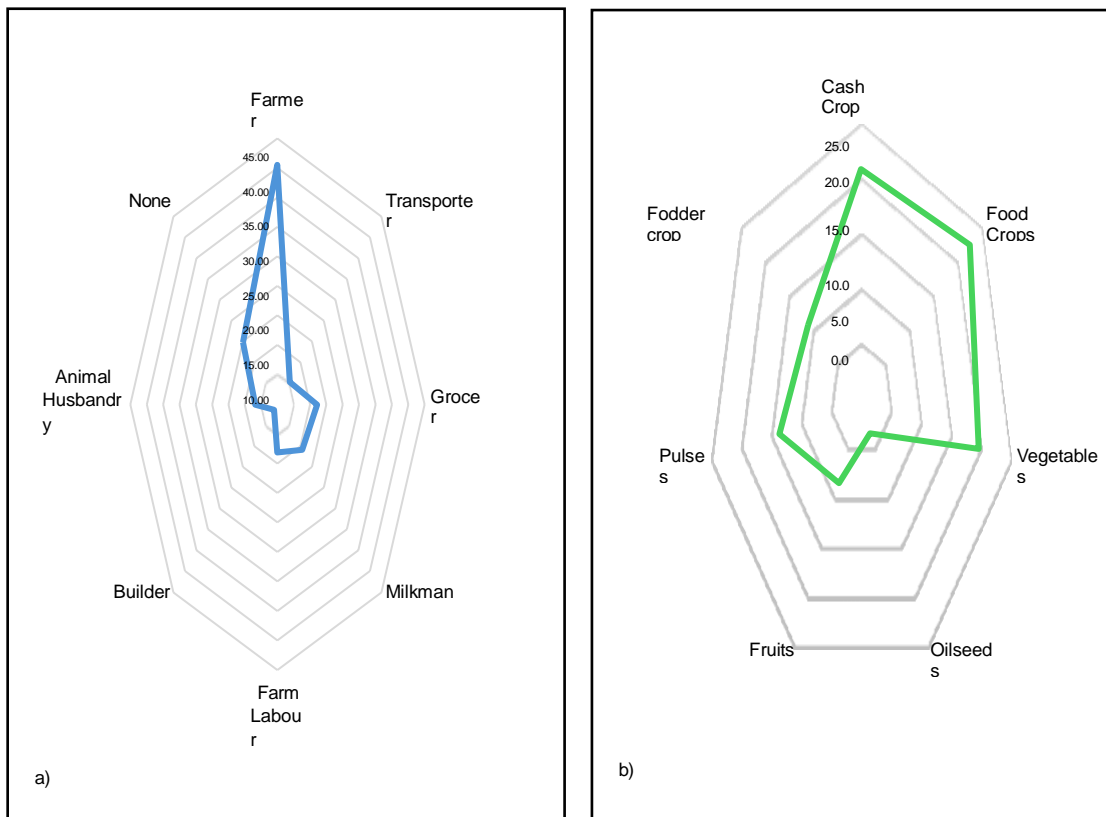 Farme
r
45.00
40.00
35.00
30.00
25.00
20.00
15.00
10.00
None
Transporte
r
Animal
Husbandr
y
Groce
r
Builder
Milkman
Farm
Labou
r
a)
Cash
Crop
25.0
20.0
15.0
10.0
5.0
0.0
Fodder
crop
Food
Crops
Pulse
s
Vegetable
s
Fruits
Oilseed
s
b)